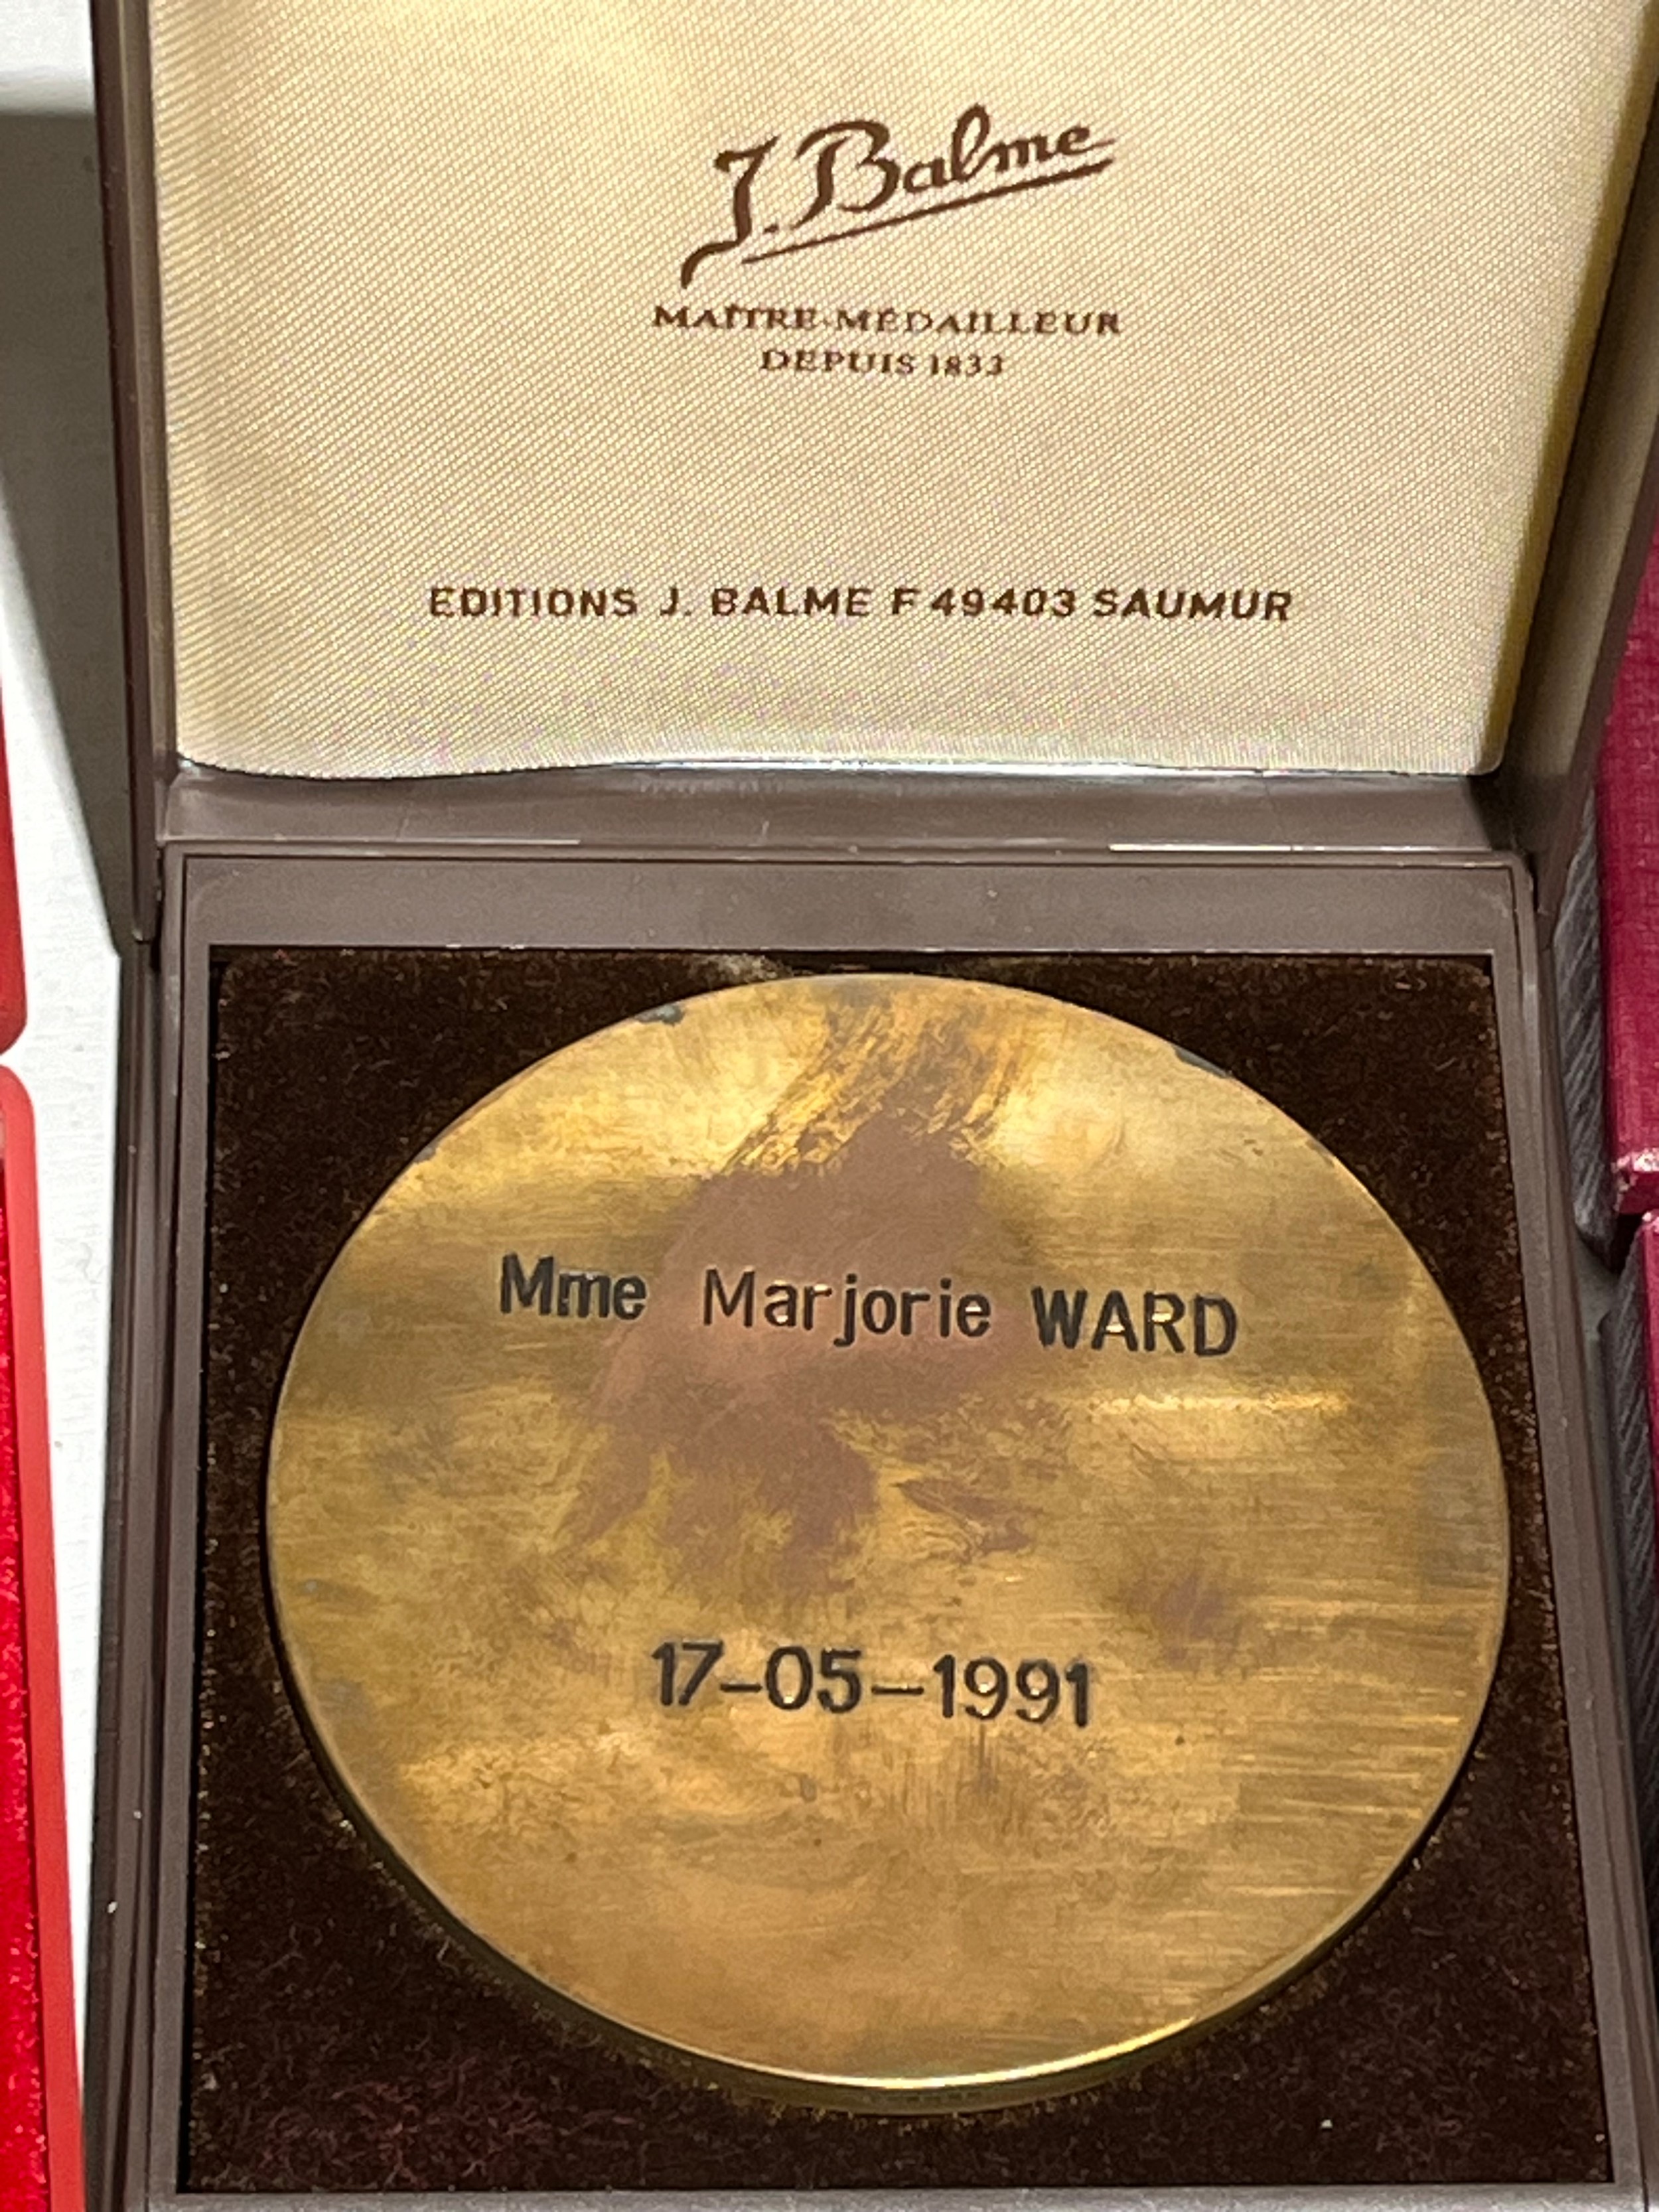 J. Balme
MAÎTRE-MÉDAILLEUR
DEPUIS 1833
EDITIONS J. BALME F 49403 SAUMUR
Mme Marjorie WARD
17-05-1991